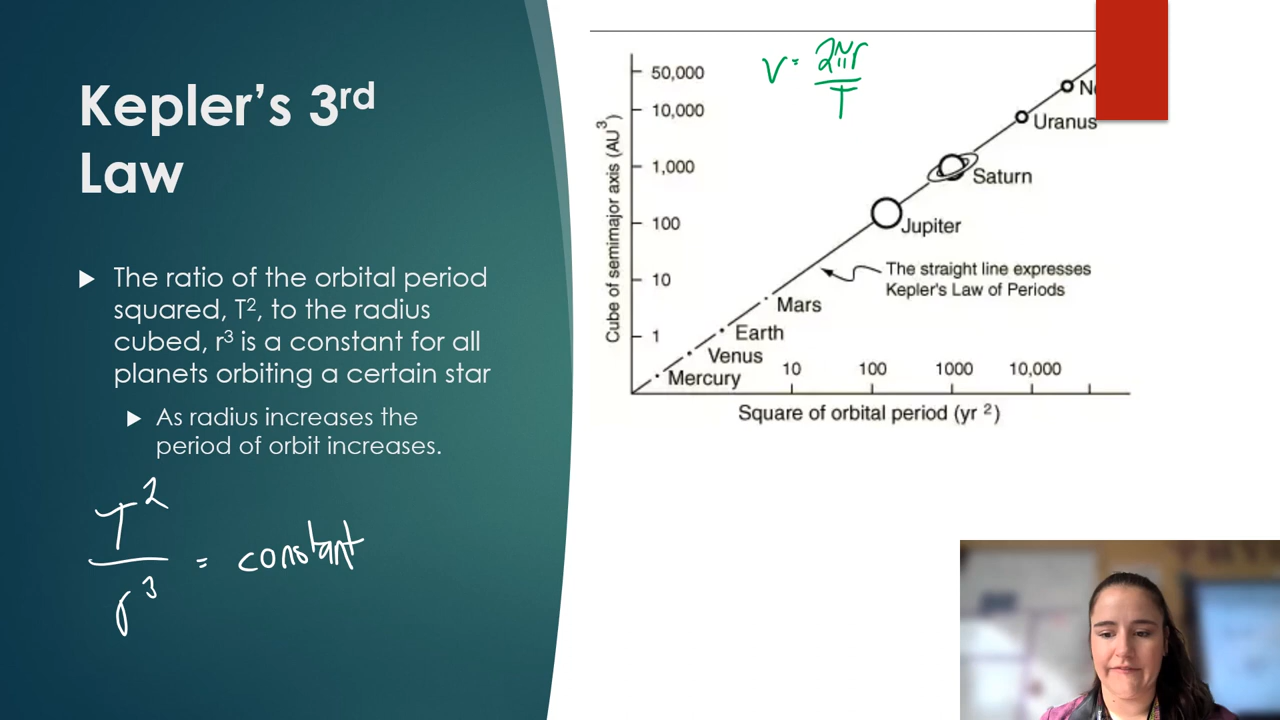 Kepler's 3rd
Law
The ratio of the orbital period
squared, T², to the radius
cubed, r³ is a constant for all
planets orbiting a certain star
As radius increases the
period of orbit increases.
T²
r³
= constant
V = 2πr
T
Cube of semimajor axis (AU³)
50,000
10,000
1,000
100
10
1
Uranus
Saturn
Jupiter
The straight line expresses
Kepler's Law of Periods
Mars
Earth
Venus
Mercury
10
100
1000
10,000
Square of orbital period (yr ²)